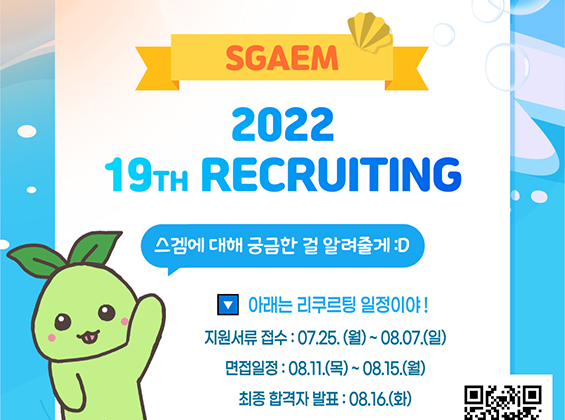 SGAEM
2022
19TH RECRUITING
스겜에 대해 궁금한 걸 알려줄게 :D
아래는 리쿠르팅 일정이야 !
지원서류 접수 : 07.25. (월) ~ 08.07.(일)
면접일정 : 08.11.(목) ~ 08.15.(월)
최종 합격자 발표 : 08.16.(화)